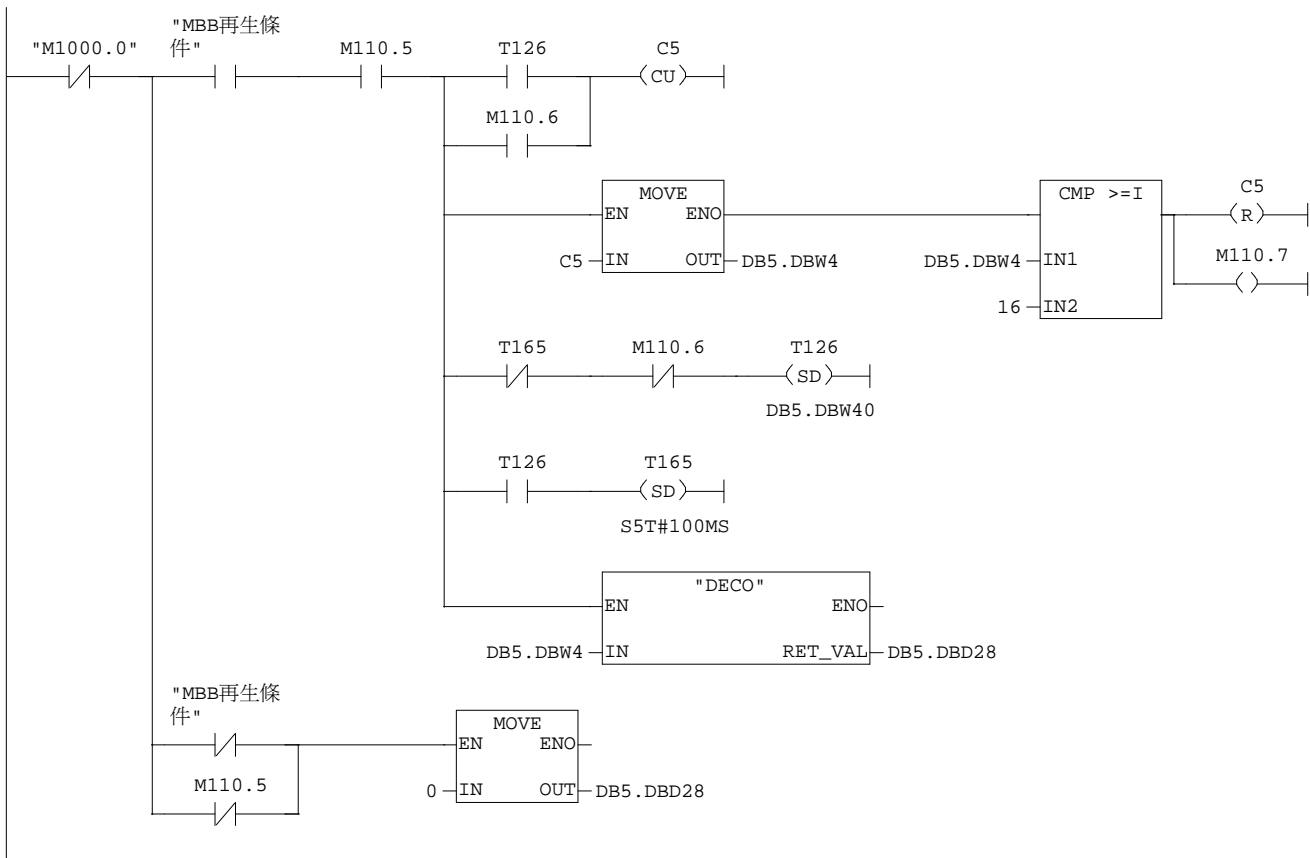 "MBB再生條
"M1000.0" 件" M110.5 T126 C5
CU
M110.6
MOVE CMP >=I C5
EN ENO R
C5 IN OUT DB5.DBW4 DB5.DBW4 IN1 M110.7
16 IN2
T165 M110.6 T126
SD
DB5.DBW40
T126 T165
SD
S5T#100MS
"DECO"
EN ENO
DB5.DBW4 IN RET_VAL DB5.DBD28
"MBB再生條
件"
MOVE
EN ENO
M110.5
0 IN OUT DB5.DBD28